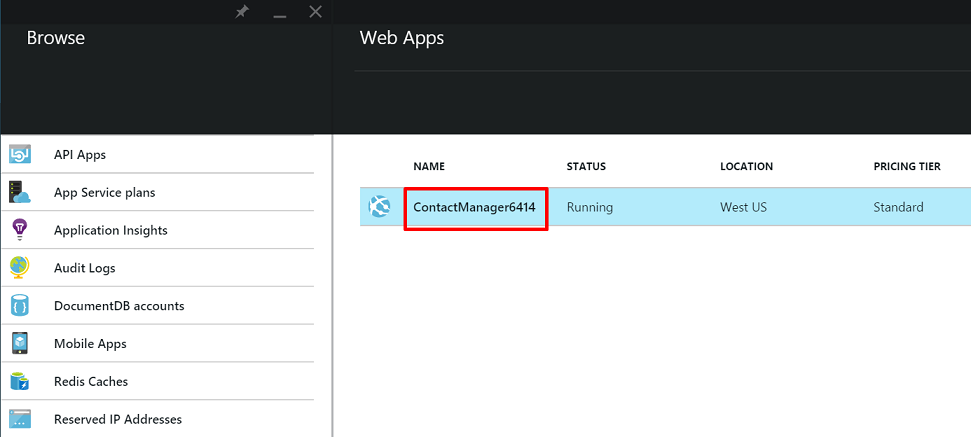 Browse
Web Apps
API Apps
App Service plans
Application Insights
Audit Logs
DocumentDB accounts
Mobile Apps
Redis Caches
Reserved IP Addresses
NAME STATUS LOCATION PRICING TIER
ContactManager6414 Running West US Standard